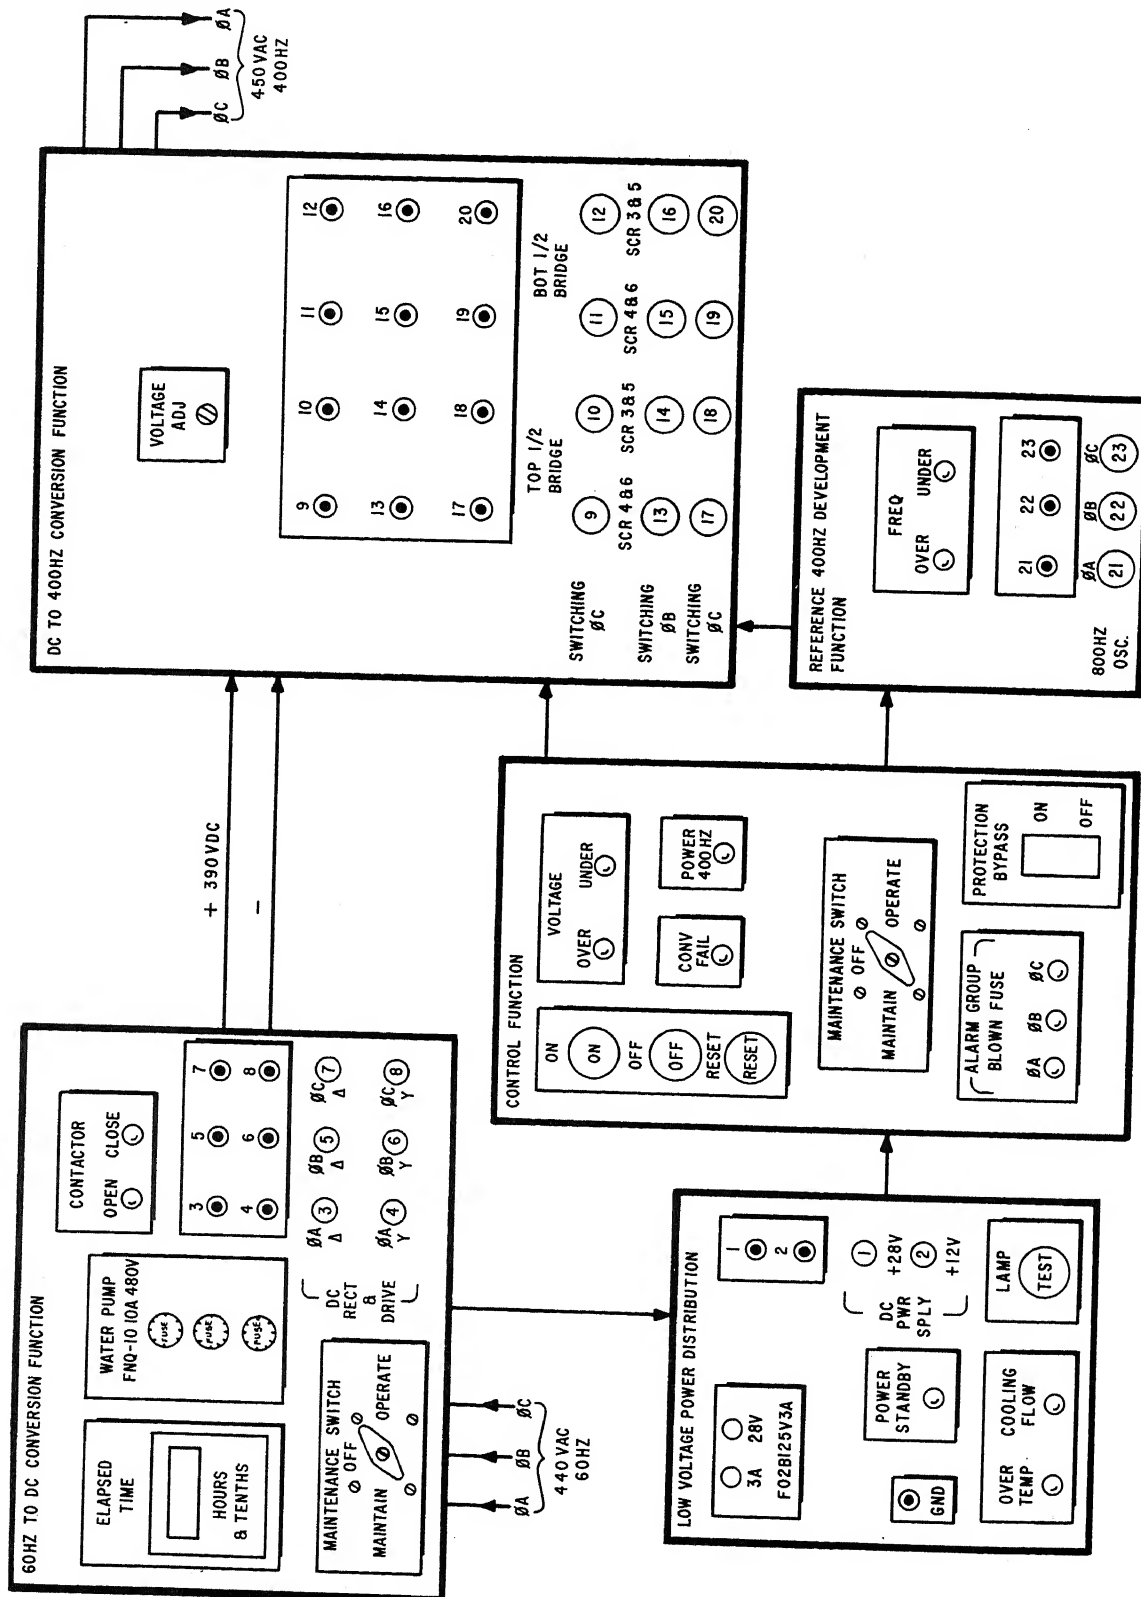 60HZ TO DC CONVERSION FUNCTION
ELAPSED
TIME
HOURS
& TENTHS
WATER PUMP
FNQ-10 10A 480V
FUSE
FUSE
FUSE
CONTACTOR
OPEN CLOSE
MAINTENANCE SWITCH
OFF
MAINTAIN OPERATE
3 5 7
4 6 8
DC
RECT
&
DRIVE
ØA 3 ØB 5 ØC 7
Δ Δ Δ
ØA 4 ØB 6 ØC 8
Y Y Y
ØA ØB ØC
440 VAC
60HZ
+ 390VDC
−
DC TO 400HZ CONVERSION FUNCTION
VOLTAGE
ADJ
9 10 11 12
13 14 15 16
17 18 19 20
TOP 1/2
BRIDGE
BOT 1/2
BRIDGE
SWITCHING
ØC
9 10 11 12
SCR 4&6 SCR 3&5 SCR 4&6 SCR 3&5
SWITCHING
ØB
13 14 15 16
SWITCHING
ØC
17 18 19 20
ØC ØB ØA
450 VAC
400HZ
LOW VOLTAGE POWER DISTRIBUTION
3A 28V
F02B125V3A
1
2
DC
PWR
SPLY
1
+28V
2
+12V
GND
POWER
STANDBY
OVER
TEMP
COOLING
FLOW
LAMP
TEST
CONTROL FUNCTION
ON
ON
OFF
OFF
RESET
RESET
VOLTAGE
OVER UNDER
CONV
FAIL
POWER
400 HZ
MAINTENANCE SWITCH
OFF
MAINTAIN OPERATE
ALARM GROUP
BLOWN FUSE
ØA ØB ØC
PROTECTION
BYPASS
ON
OFF
REFERENCE 400HZ DEVELOPMENT
FUNCTION
FREQ
OVER UNDER
21 22 23
800HZ
OSC.
ØA ØB ØC
21 22 23